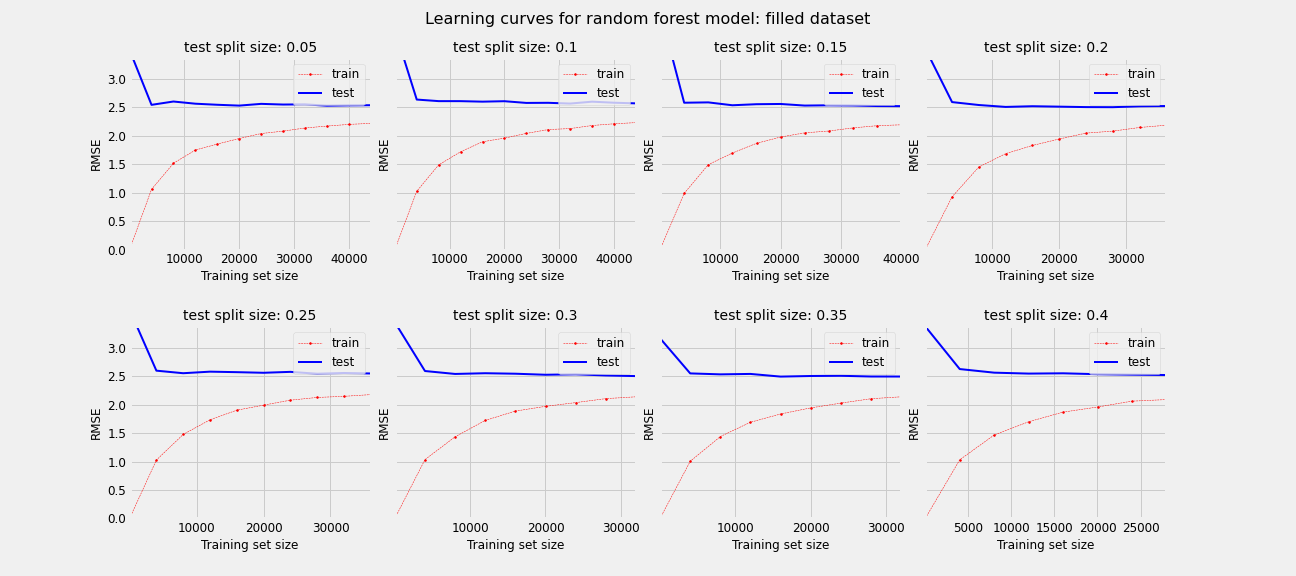 Learning curves for random forest model: filled dataset
test split size: 0.05
test split size: 0.1
test split size: 0.15
test split size: 0.2
3.0
2.5
2.0
1.5
1.0
0.5
0.0
RMSE
train
test
10000 20000 30000 40000
Training set size
RMSE
train
test
10000 20000 30000 40000
Training set size
RMSE
train
test
10000 20000 30000 40000
Training set size
RMSE
train
test
10000 20000 30000
Training set size
test split size: 0.25
test split size: 0.3
test split size: 0.35
test split size: 0.4
3.0
2.5
2.0
1.5
1.0
0.5
0.0
RMSE
train
test
10000 20000 30000
Training set size
RMSE
train
test
10000 20000 30000
Training set size
RMSE
train
test
10000 20000 30000
Training set size
RMSE
train
test
5000 10000 15000 20000 25000
Training set size